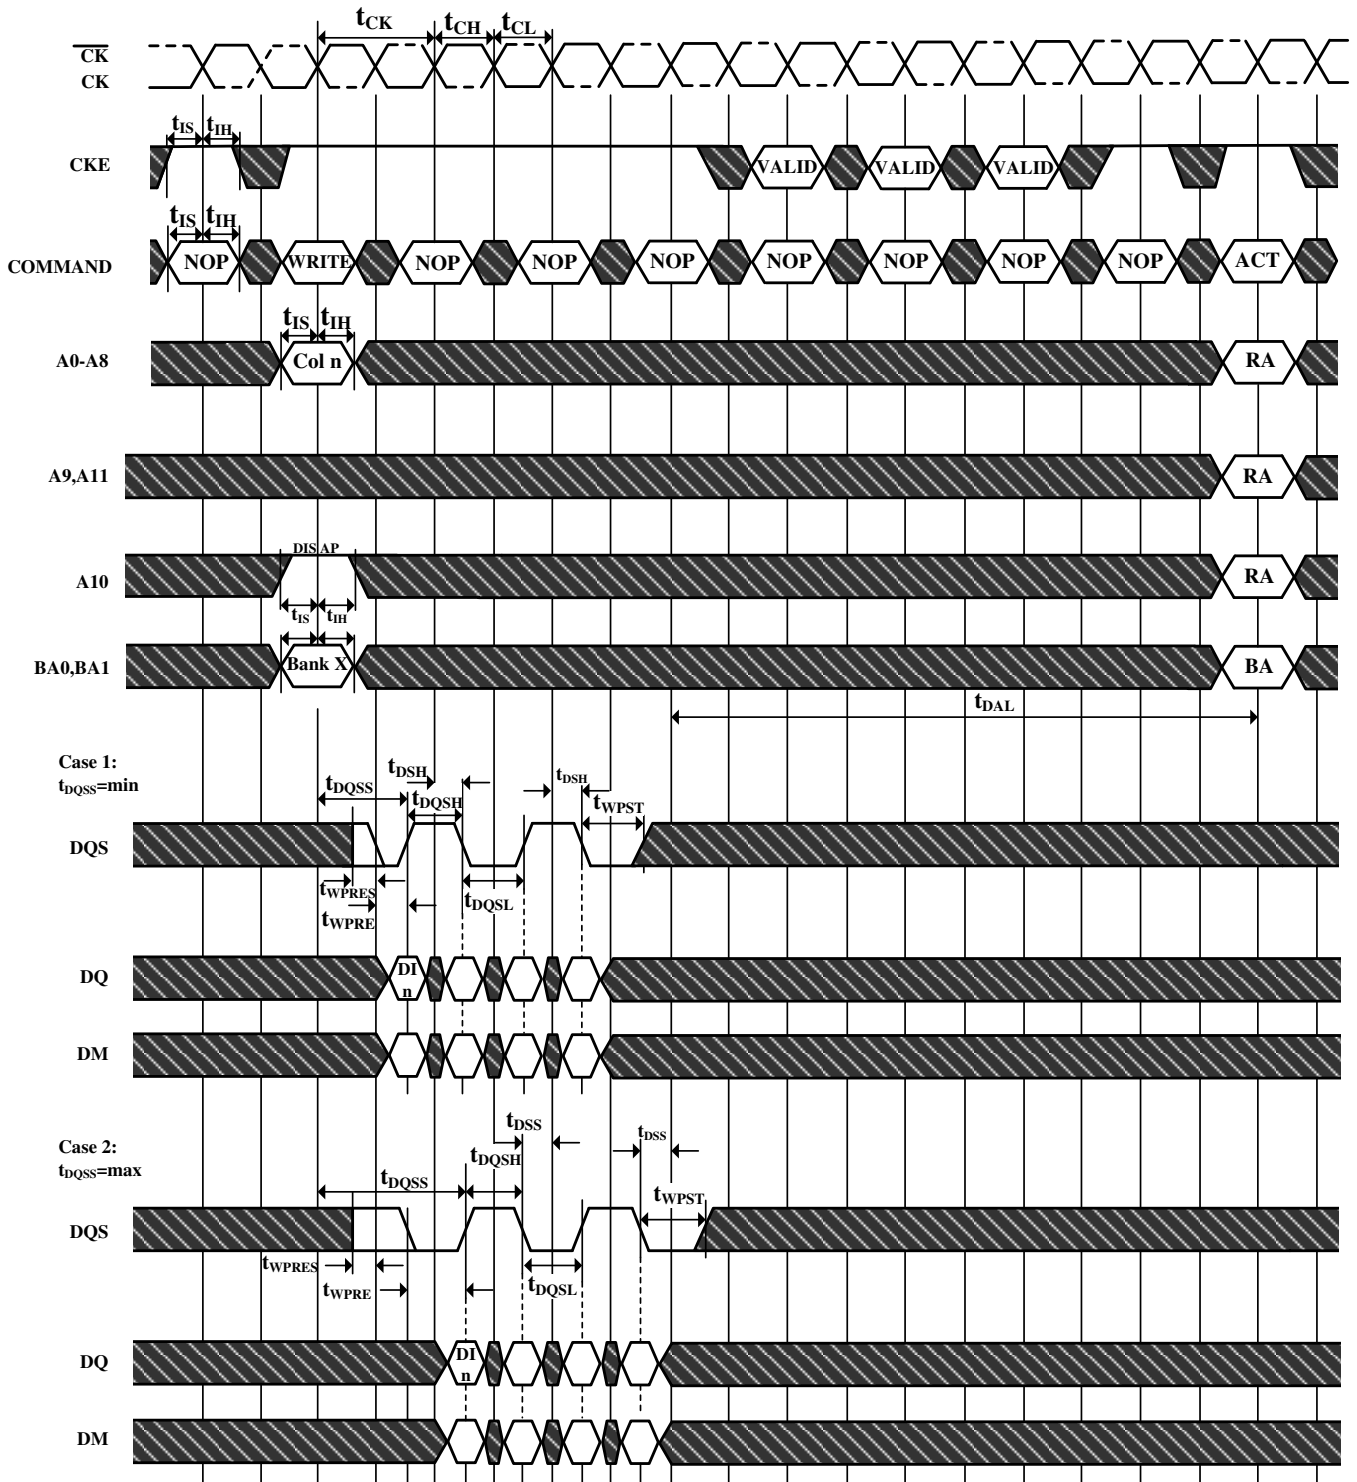 tCK tCH tCL
CK
CK
tIS tIH
CKE VALID VALID VALID
tIS tIH
COMMAND NOP WRITE NOP NOP NOP NOP NOP NOP NOP ACT
tIS tIH
A0-A8 Col n RA
A9,A11 RA
DIS AP
A10 RA
tIS tIH
BA0,BA1 Bank X BA
tDAL
Case 1:
tDQSS=min
tDSH tDSH
tDQSS tDQSH tWPST
DQS
tWPRES tDQSL
tWPRE
DQ DI
n
DM
Case 2:
tDQSS=max
tDSS tDSS
tDQSH
tDQSS tWPST
DQS
tWPRES
tWPRE tDQSL
DQ DI
n
DM